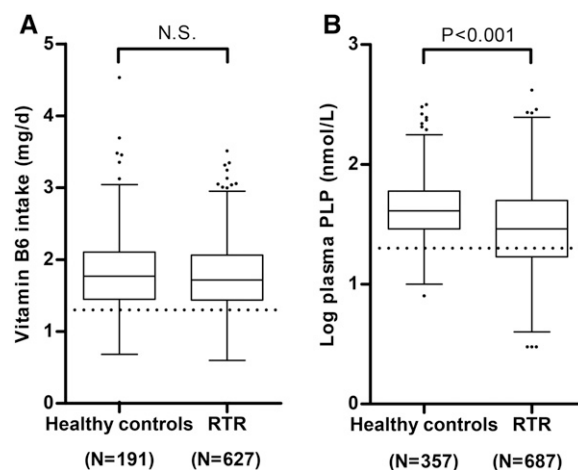 A
N.S.
Vitamin B6 intake (mg/d)
5
4
3
2
1
0
Healthy controls RTR
(N=191) (N=627)
B
P<0.001
Log plasma PLP (nmol/L)
3
2
1
0
Healthy controls RTR
(N=357) (N=687)